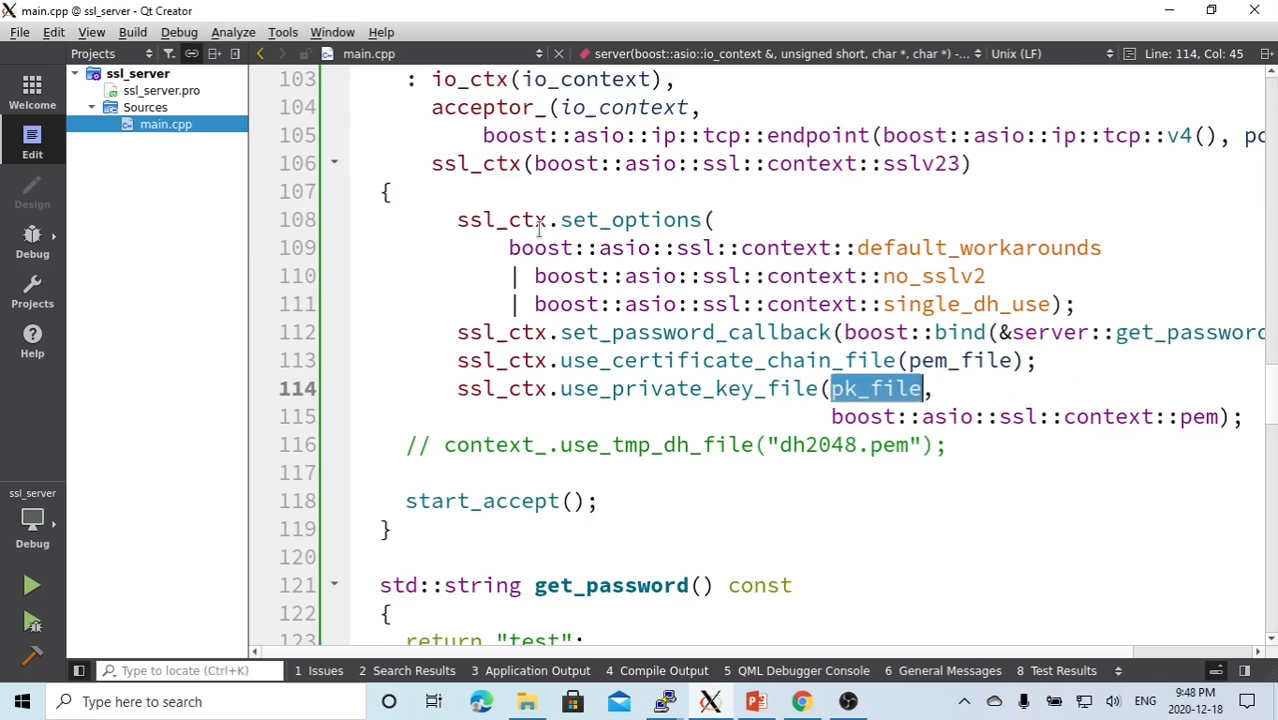 main.cpp @ ssl_server - Qt Creator
File Edit View Build Debug Analyze Tools Window Help
Projects main.cpp server(boost::asio::io_context &, unsigned short, char *, char *) -... Unix (LF) Line: 114, Col: 45
Welcome
Edit
Design
Debug
Projects
Help
ssl_server
Debug
ssl_server
ssl_server.pro
Sources
main.cpp
103 : io_ctx(io_context),
104 acceptor_(io_context,
105 boost::asio::ip::tcp::endpoint(boost::asio::ip::tcp::v4(), po
106 ssl_ctx(boost::asio::ssl::context::sslv23)
107 {
108 ssl_ctx.set_options(
109 boost::asio::ssl::context::default_workarounds
110 | boost::asio::ssl::context::no_sslv2
111 | boost::asio::ssl::context::single_dh_use);
112 ssl_ctx.set_password_callback(boost::bind(&server::get_password
113 ssl_ctx.use_certificate_chain_file(pem_file);
114 ssl_ctx.use_private_key_file(pk_file,
115 boost::asio::ssl::context::pem);
116 // context_.use_tmp_dh_file("dh2048.pem");
117
118 start_accept();
119 }
120
121 std::string get_password() const
122 {
123 return "test";
Type to locate (Ctrl+K) 1 Issues 2 Search Results 3 Application Output 4 Compile Output 5 QML Debugger Console 6 General Messages 8 Test Results
Type here to search ENG 9:48 PM
2020-12-18